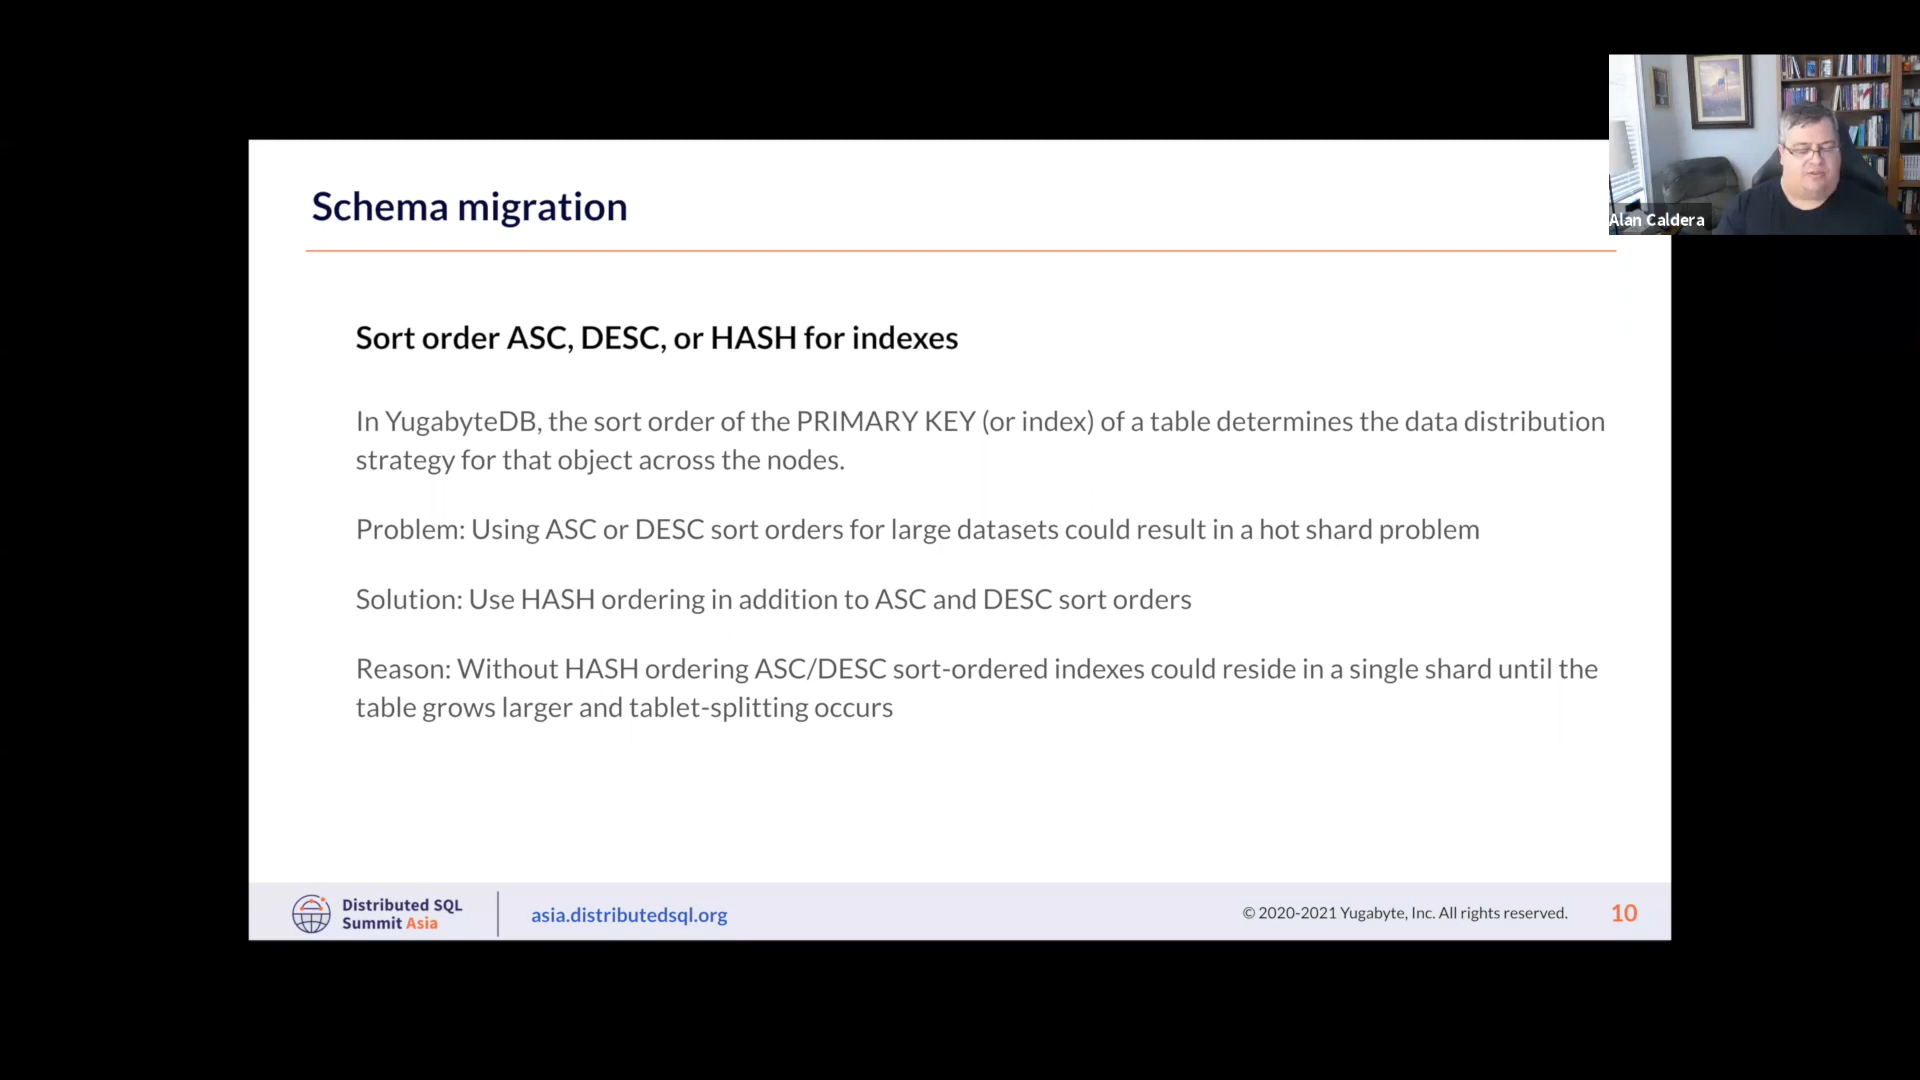 Alan Caldera
Schema migration
Sort order ASC, DESC, or HASH for indexes
In YugabyteDB, the sort order of the PRIMARY KEY (or index) of a table determines the data distribution
strategy for that object across the nodes.
Problem: Using ASC or DESC sort orders for large datasets could result in a hot shard problem
Solution: Use HASH ordering in addition to ASC and DESC sort orders
Reason: Without HASH ordering ASC/DESC sort-ordered indexes could reside in a single shard until the
table grows larger and tablet-splitting occurs
Distributed SQL
Summit Asia
asia.distributedsql.org
© 2020-2021 Yugabyte, Inc. All rights reserved.
10